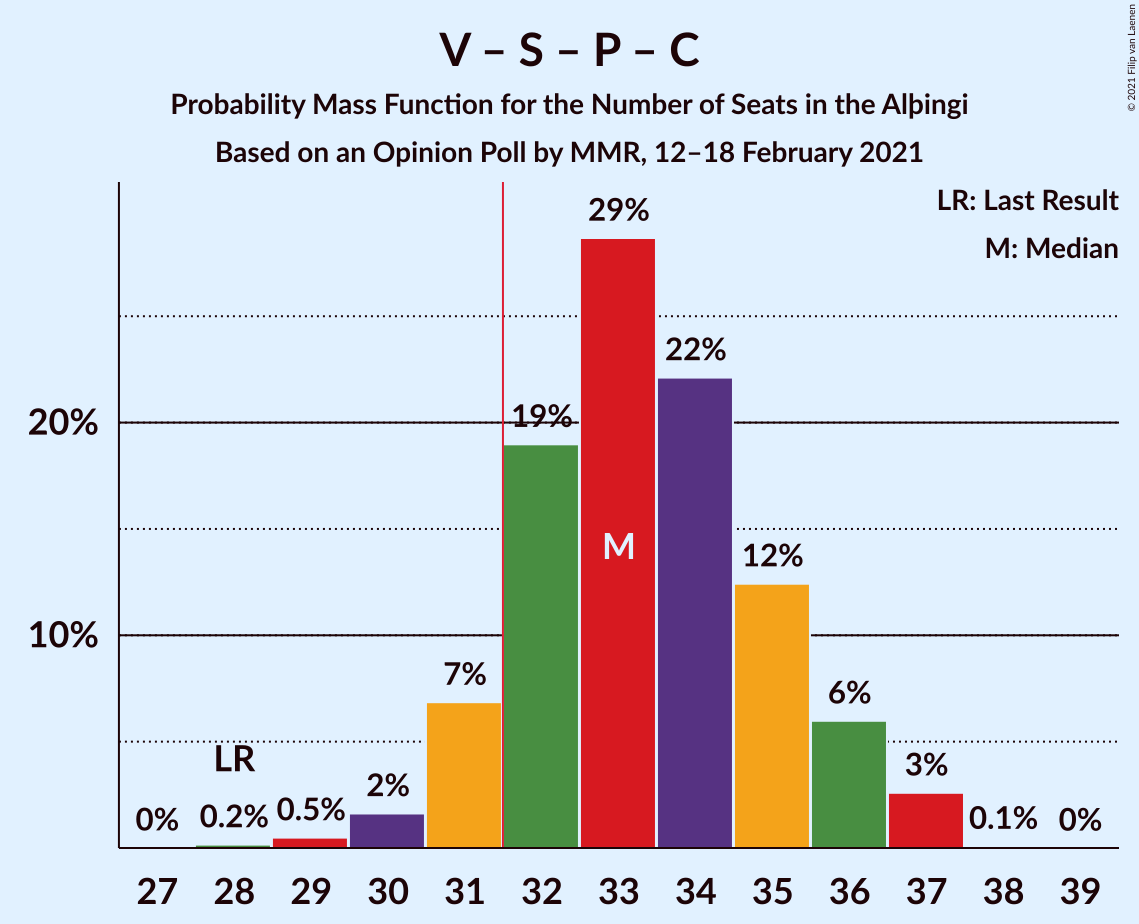 V – S – P – C
Probability Mass Function for the Number of Seats in the Alþingi
Based on an Opinion Poll by MMR, 12–18 February 2021
© 2021 Filip van Laenen
LR: Last Result
M: Median
29%
22%
20%
19%
M
12%
10%
7%
6%
LR
3%
2%
0%
0.2%
0.5%
0.1%
0%
27 28 29 30 31 32 33 34 35 36 37 38 39